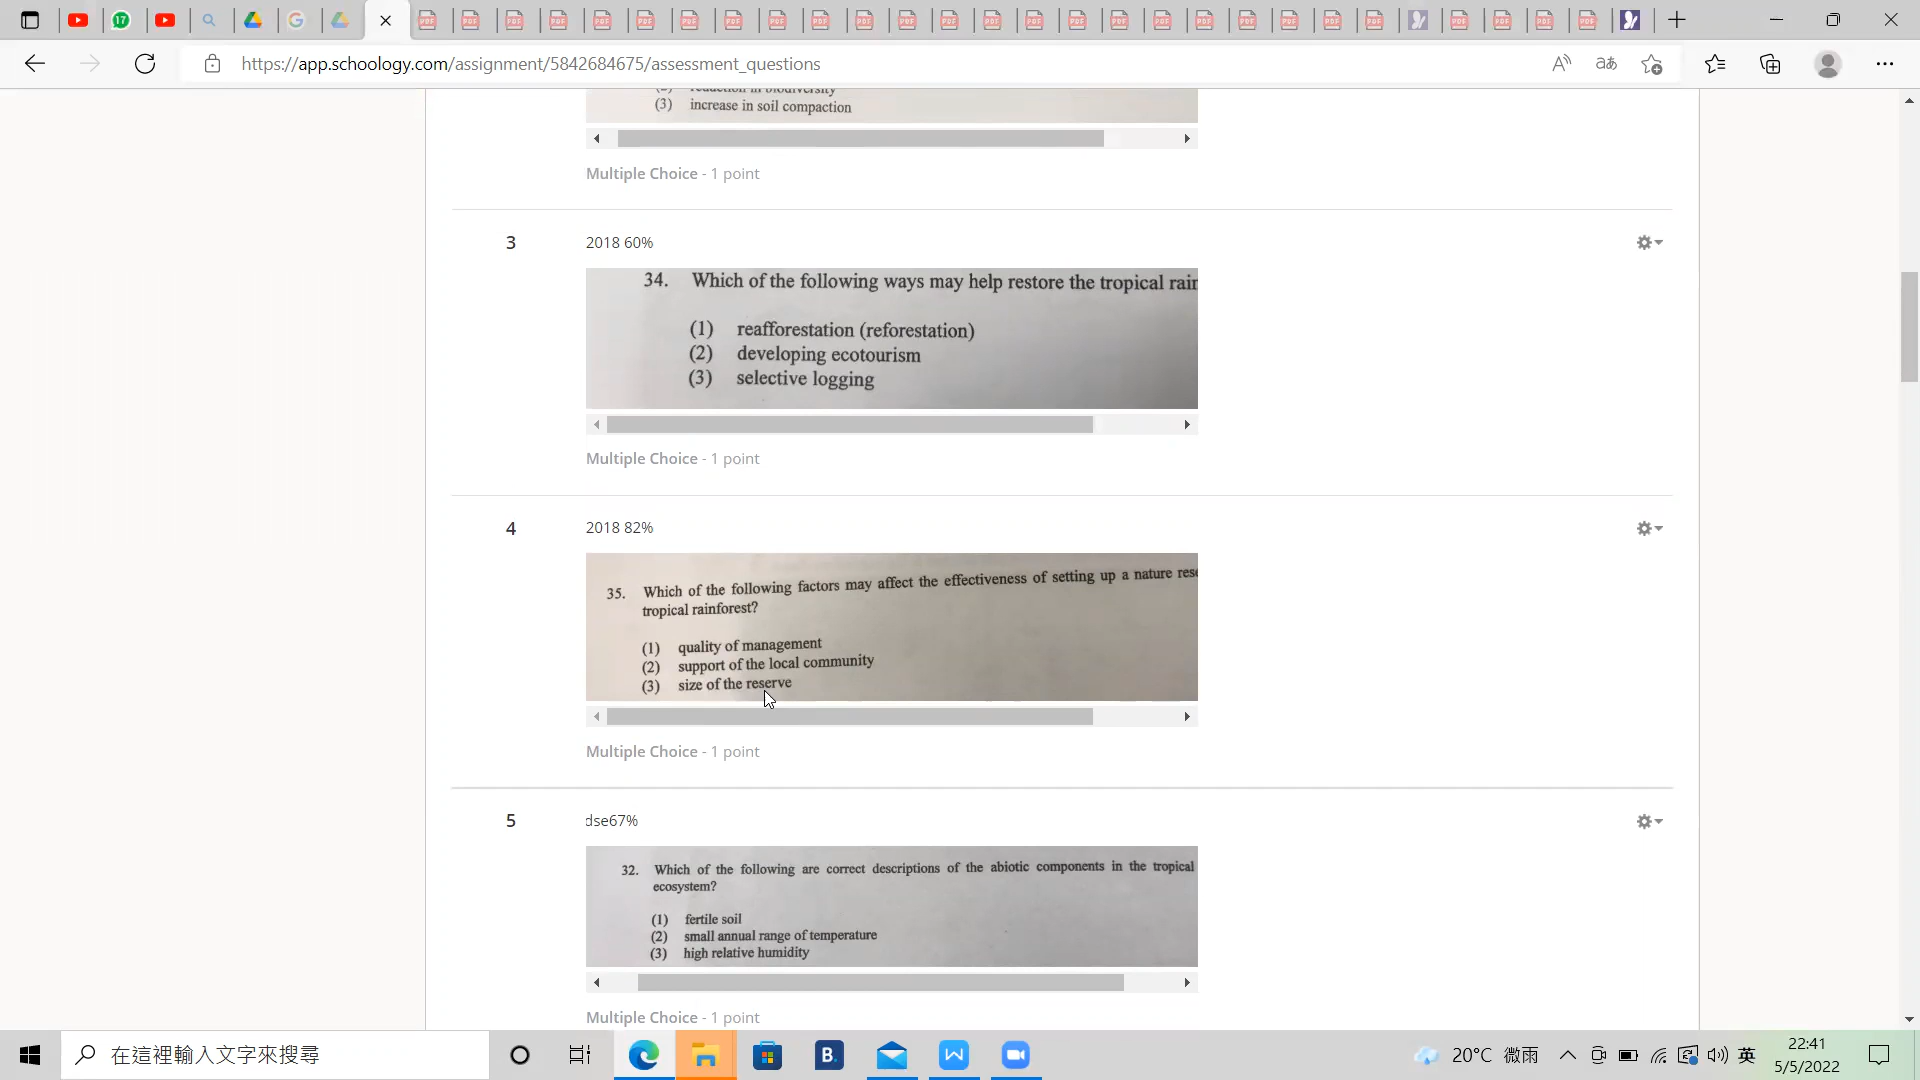 17
https://app.schoology.com/assignment/5842684675/assessment_questions
(2) reduction in biodiversity
(3) increase in soil compaction
Multiple Choice - 1 point
3
2018 60%
34. Which of the following ways may help restore the tropical rain
(1) reafforestation (reforestation)
(2) developing ecotourism
(3) selective logging
Multiple Choice - 1 point
4
2018 82%
35. Which of the following factors may affect the effectiveness of setting up a nature rese
tropical rainforest?
(1) quality of management
(2) support of the local community
(3) size of the reserve
Multiple Choice - 1 point
5
dse67%
32. Which of the following are correct descriptions of the abiotic components in the tropical
ecosystem?
(1) fertile soil
(2) small annual range of temperature
(3) high relative humidity
Multiple Choice - 1 point
在這裡輸入文字來搜尋
B.
20°C 微雨
英
22:41
5/5/2022